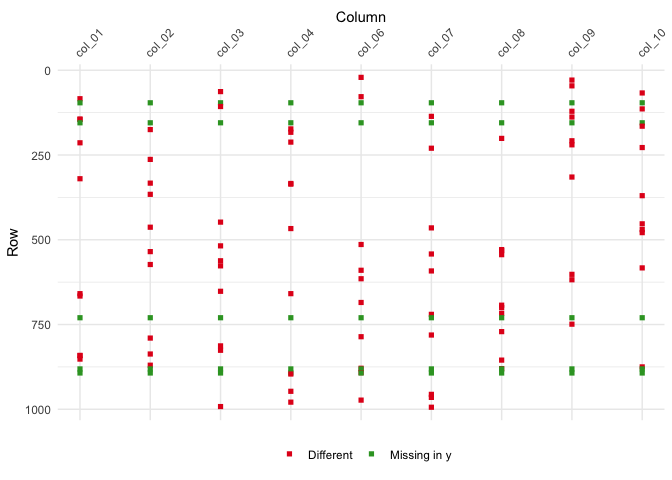 Column
col_01 col_02 col_03 col_04 col_06 col_07 col_08 col_09 col_10
0
250
500
750
1000
Row
Different Missing in y